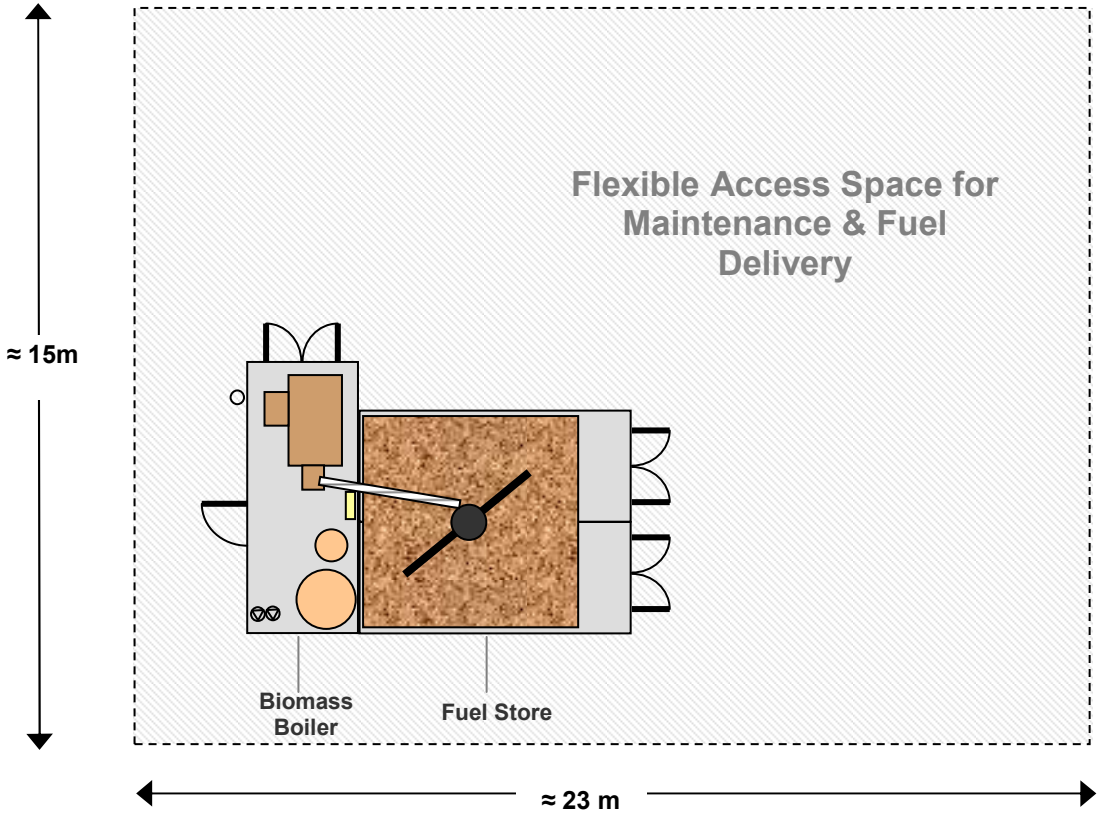 Flexible Access Space for
Maintenance & Fuel
Delivery
≈ 15m
Biomass
Boiler
Fuel Store
≈ 23 m